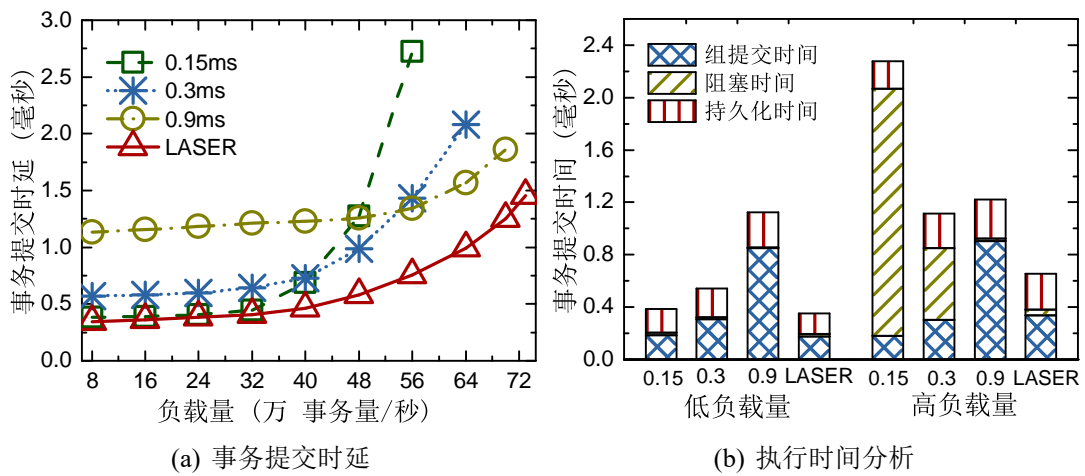 3.0
2.5
2.0
1.5
1.0
0.5
0.0
事务提交时延 (毫秒)
0.15ms
0.3ms
0.9ms
LASER
8 16 24 32 40 48 56 64 72
负载量 (万 事务量/秒)
(a) 事务提交时延
2.4
2.0
1.6
1.2
0.8
0.4
0.0
事务提交时间 (毫秒)
组提交时间
阻塞时间
持久化时间
0.15 0.3 0.9 LASER 0.15 0.3 0.9 LASER
低负载量 高负载量
(b) 执行时间分析